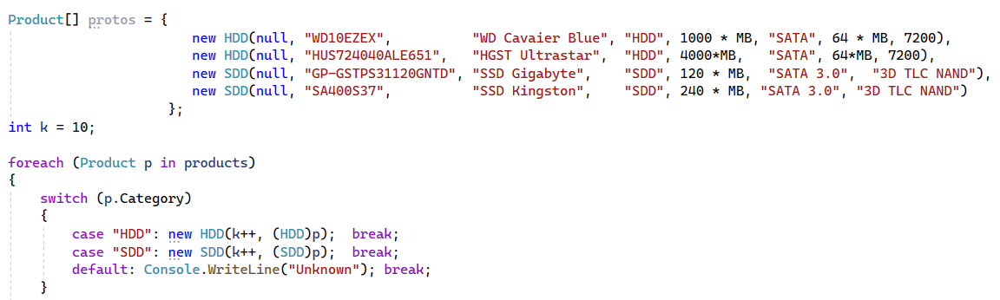 Product[] protos = {
new HDD(null, "WD10EZEX", "WD Cavaier Blue", "HDD", 1000 * MB, "SATA", 64 * MB, 7200),
new HDD(null, "HUS724040ALE651", "HGST Ultrastar", "HDD", 4000*MB, "SATA", 64*MB, 7200),
new SDD(null, "GP-GSTPS31120GNTD", "SSD Gigabyte", "SDD", 120 * MB, "SATA 3.0", "3D TLC NAND"),
new SDD(null, "SA400S37", "SSD Kingston", "SDD", 240 * MB, "SATA 3.0", "3D TLC NAND")
};
int k = 10;
foreach (Product p in products)
{
switch (p.Category)
{
case "HDD": new HDD(k++, (HDD)p); break;
case "SDD": new SDD(k++, (SDD)p); break;
default: Console.WriteLine("Unknown"); break;
}